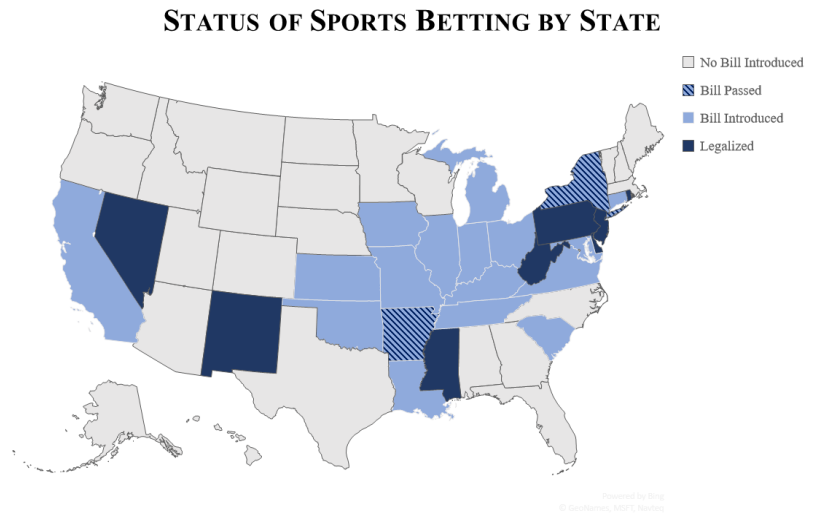 STATUS OF SPORTS BETTING BY STATE
No Bill Introduced
Bill Passed
Bill Introduced
Legalized
Powered by Bing
© GeoNames, MSFT, Navteq